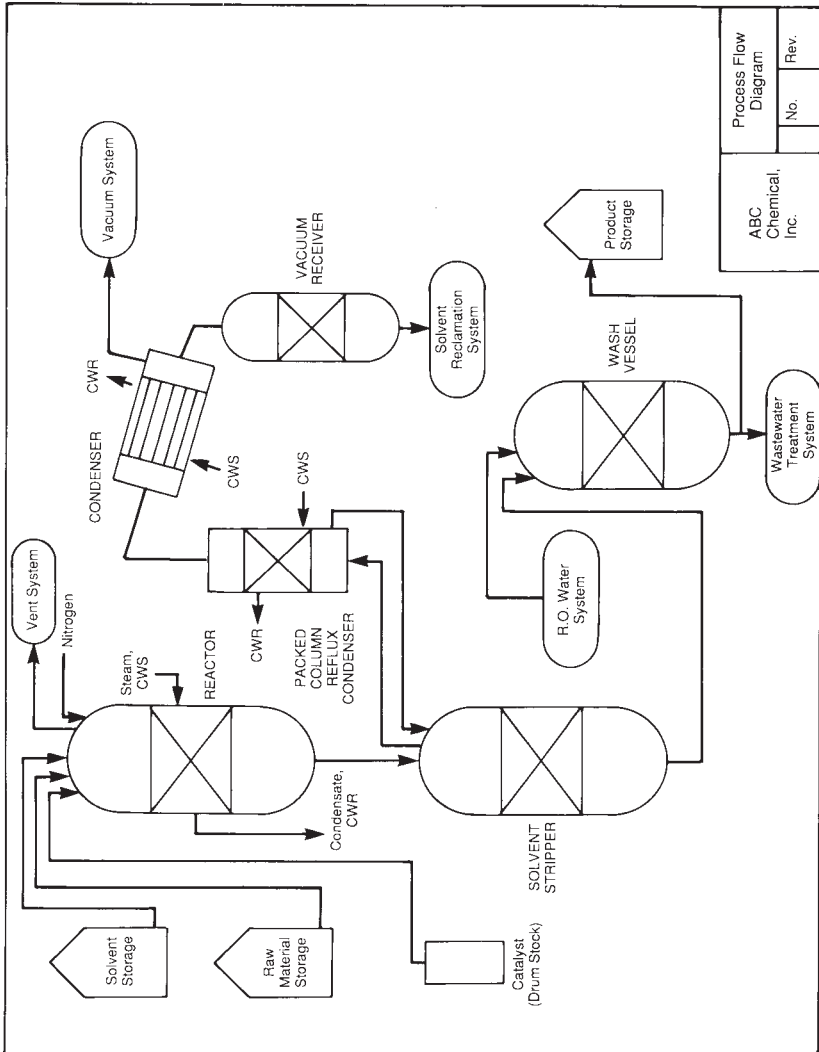 Solvent
Storage
Raw
Material
Storage
Catalyst
(Drum Stock)
Vent System
Nitrogen
Steam,
CWS
REACTOR
Condensate,
CWR
SOLVENT
STRIPPER
PACKED
COLUMN
REFLUX
CONDENSER
CWR
CWS
CONDENSER
CWS
CWR
Vacuum System
VACUUM
RECEIVER
Solvent
Reclamation
System
R.O. Water
System
WASH
VESSEL
Wastewater
Treatment
System
Product
Storage
ABC
Chemical,
Inc.
Process Flow
Diagram
No.
Rev.